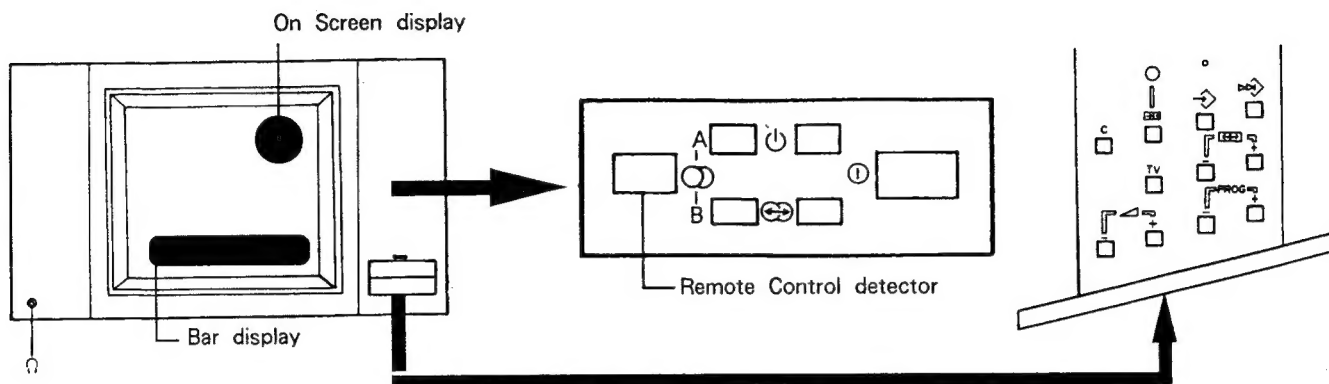 On Screen display
Bar display
A
B
Remote Control detector
C
TV
PROG
- +
- +
- +